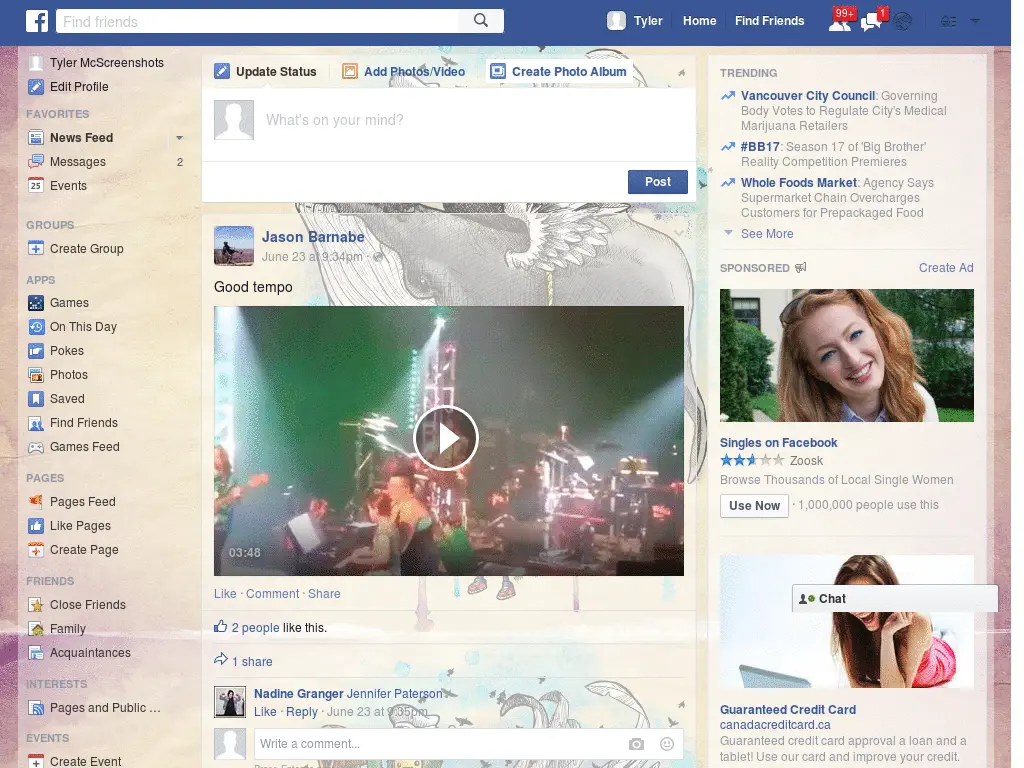 f Find friends
Tyler Home Find Friends 99+ 1
Tyler McScreenshots
Edit Profile
FAVORITES
News Feed
Messages 2
25 Events
GROUPS
Create Group
APPS
Games
On This Day
Pokes
Photos
Saved
Find Friends
Games Feed
PAGES
Pages Feed
Like Pages
Create Page
FRIENDS
Close Friends
Family
Acquaintances
INTERESTS
Pages and Public ...
EVENTS
Create Event
Update Status Add Photos/Video Create Photo Album
What's on your mind?
Post
Jason Barnabe
June 23 at 9:34pm ·
Good tempo
03:48
Like · Comment · Share
2 people like this.
1 share
Nadine Granger Jennifer Paterson
Like · Reply · June 23 at 9:35pm
Write a comment...
TRENDING
Vancouver City Council: Governing
Body Votes to Regulate City's Medical
Marijuana Retailers
#BB17: Season 17 of 'Big Brother'
Reality Competition Premieres
Whole Foods Market: Agency Says
Supermarket Chain Overcharges
Customers for Prepackaged Food
See More
SPONSORED Create Ad
Singles on Facebook
Zoosk
Browse Thousands of Local Single Women
Use Now · 1,000,000 people use this
Chat
Guaranteed Credit Card
canadacreditcard.ca
Guaranteed credit card approval a loan and a
tablet! Use our card and improve your credit.